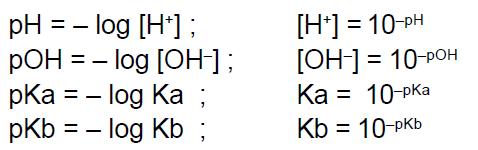 pH = – log [H⁺] ; [H⁺] = 10⁻ᵖᴴ
pOH = – log [OH⁻] ; [OH⁻] = 10⁻ᵖᴼᴴ
pKa = – log Ka ; Ka = 10⁻ᵖᴷᵃ
pKb = – log Kb ; Kb = 10⁻ᵖᴷᵇ